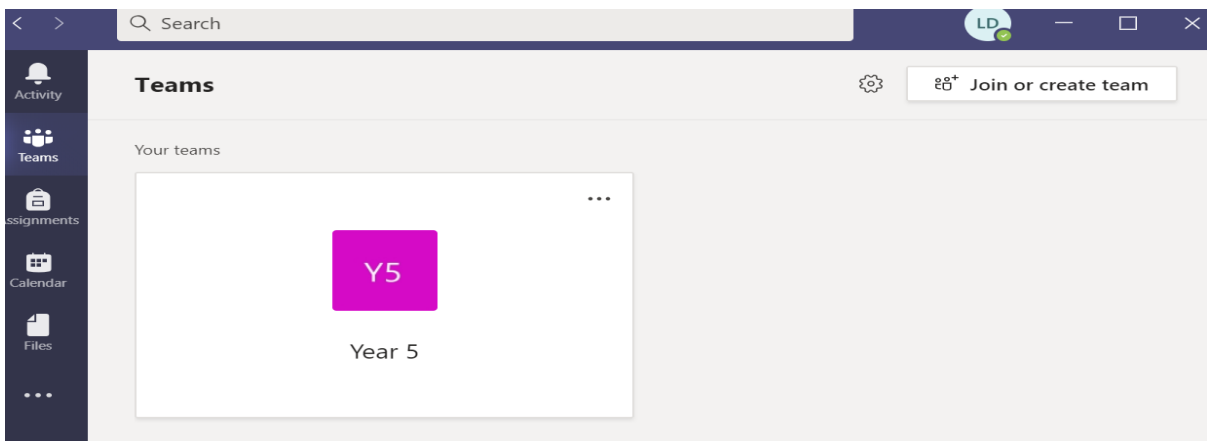 Search
LD
Activity
Teams
Join or create team
Teams
Your teams
ssignments
Y5
Calendar
Year 5
Files